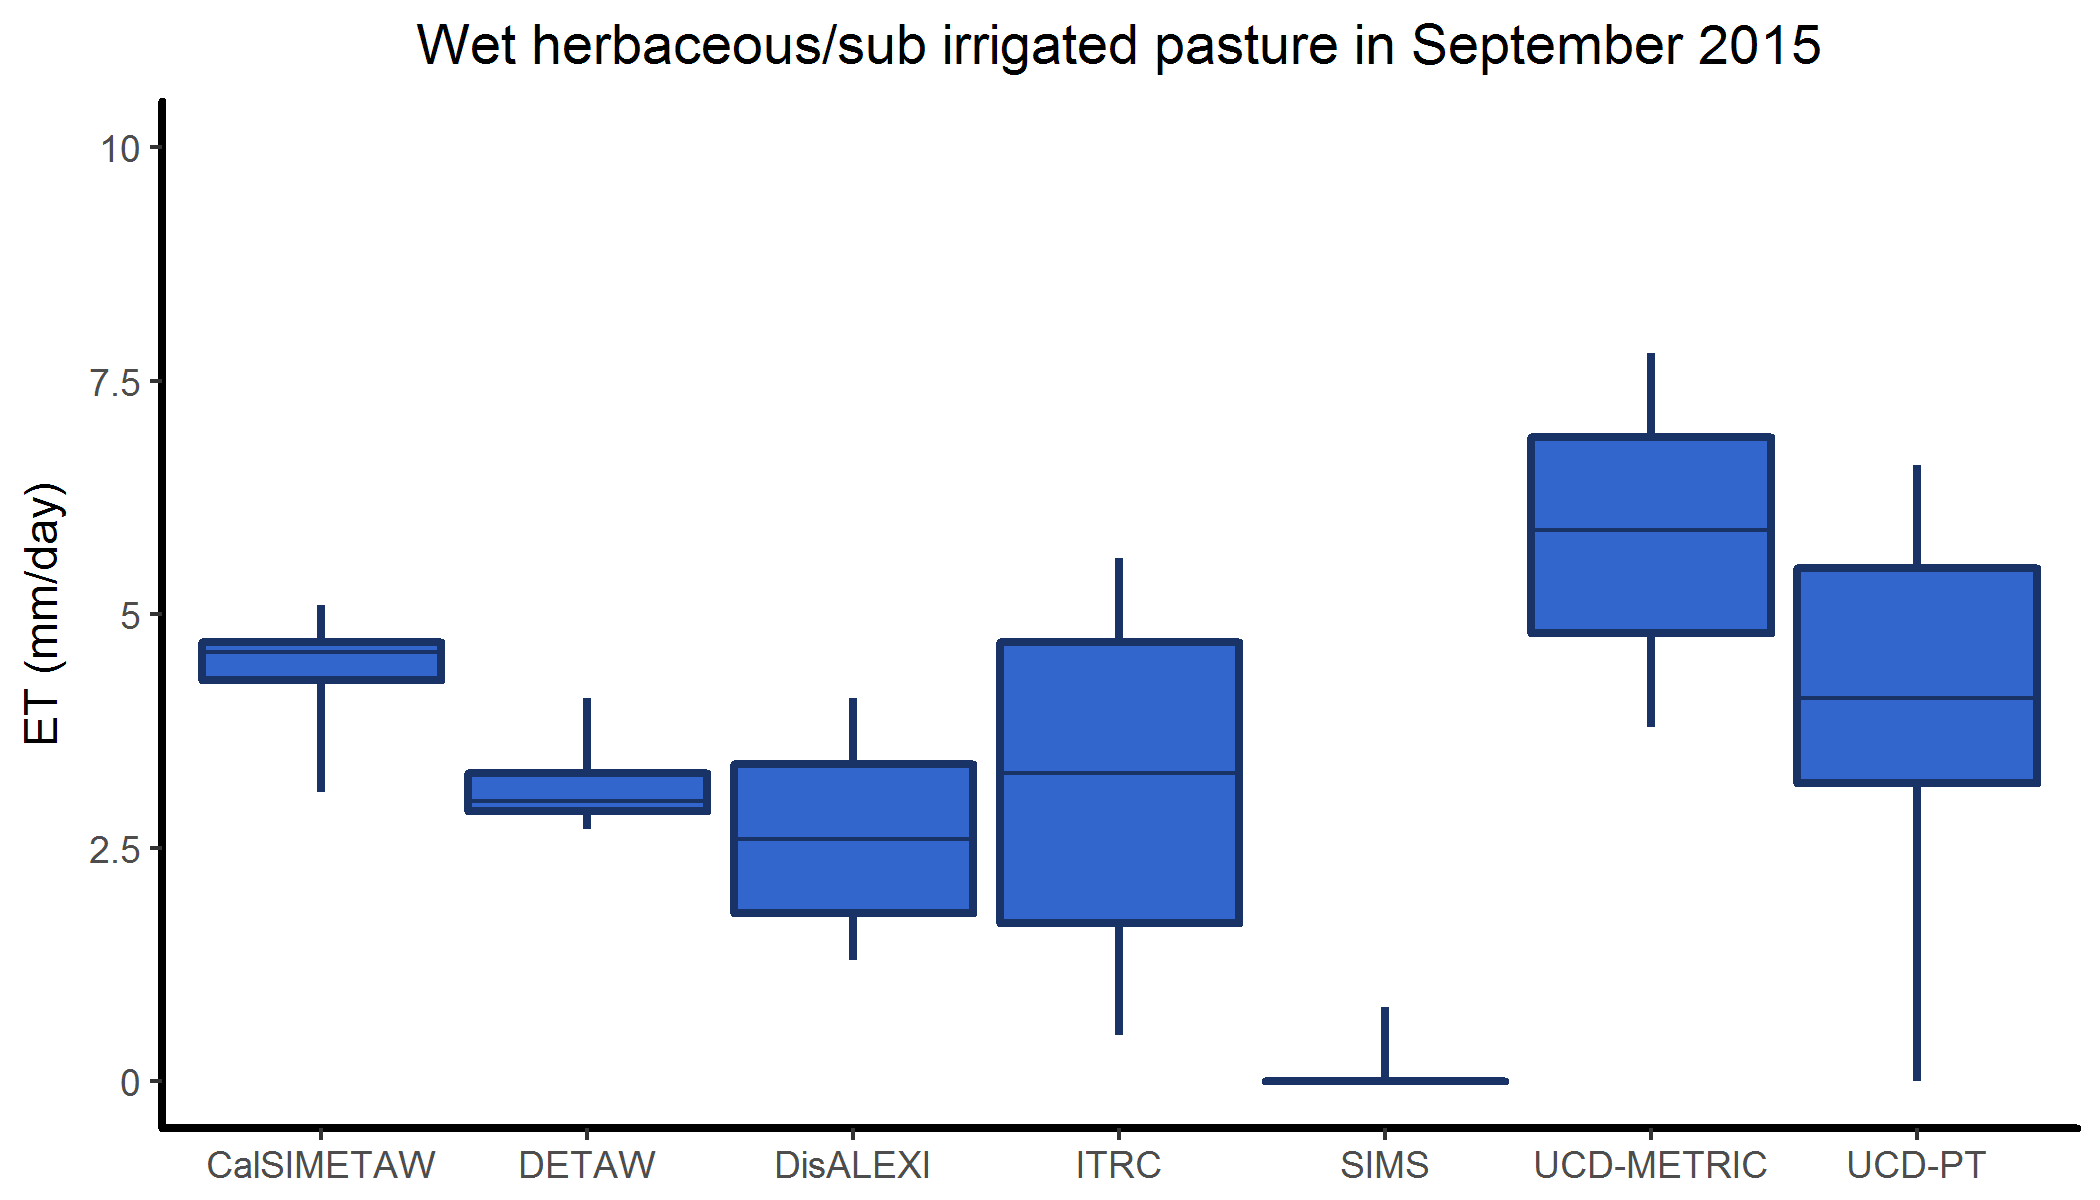 Wet herbaceous/sub irrigated pasture in September 2015
ET (mm/day)
10
7.5
5
2.5
0
CalSIMETAW DETAW DisALEXI ITRC SIMS UCD-METRIC UCD-PT